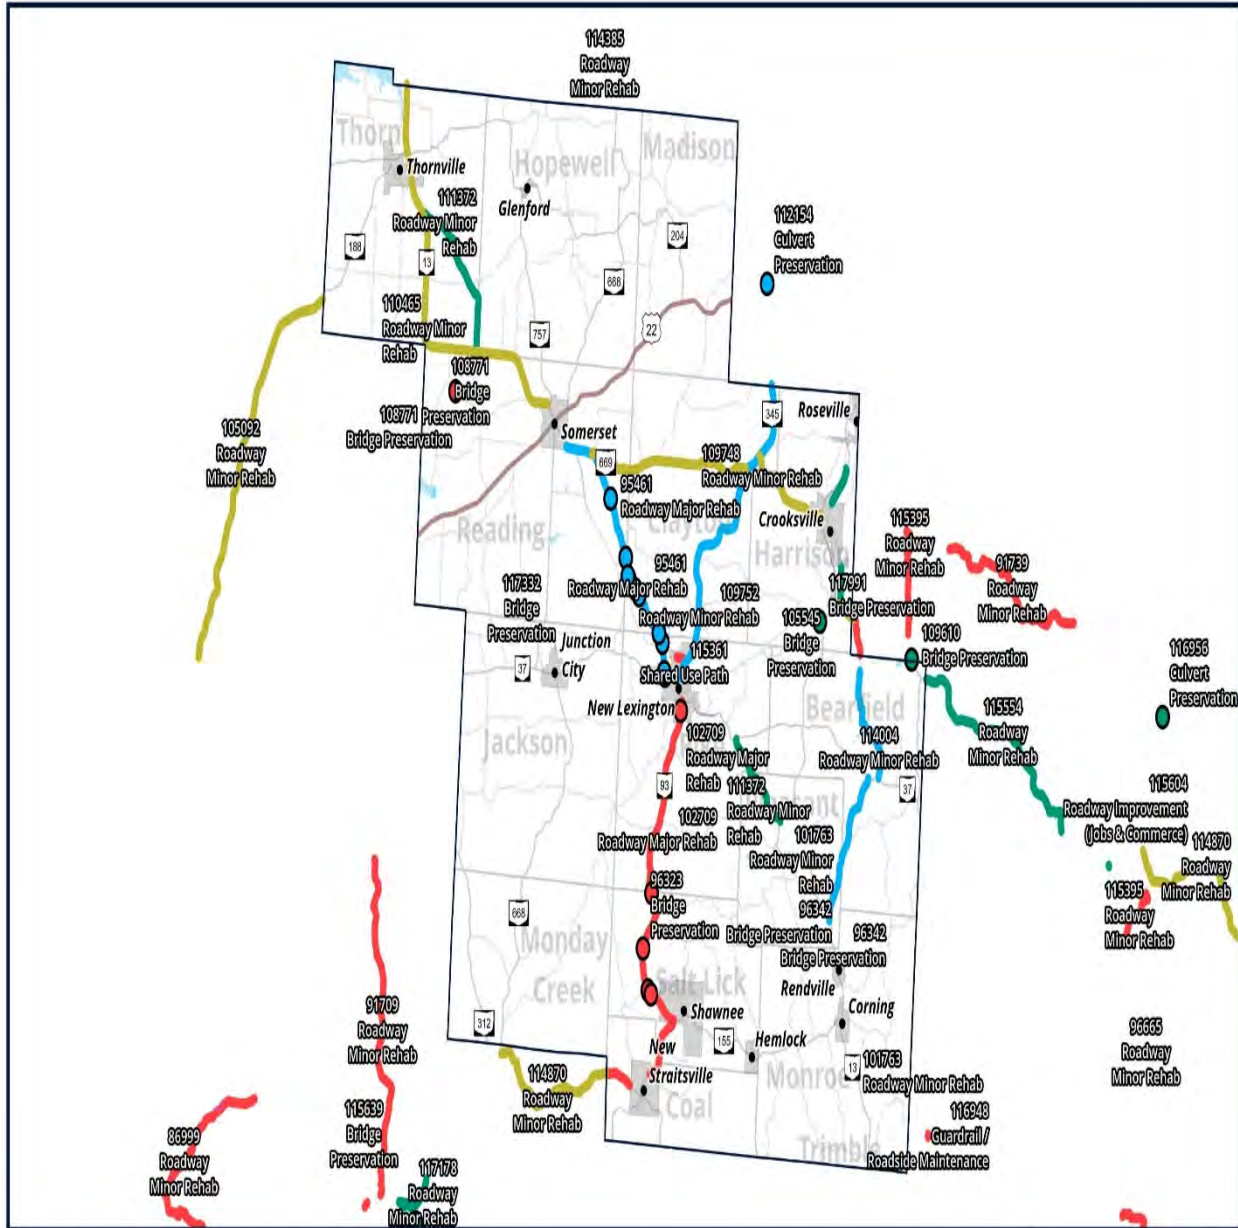 114385
Roadway
Minor Rehab
Thorn
Thornville
Hopewell
Madison
Glenford
111372
Roadway Minor
Rehab
188
13
204
668
112154
Culvert
Preservation
110465
Roadway Minor
Rehab
757
22
108771
Bridge
Preservation
108771
Bridge Preservation
105092
Roadway
Minor Rehab
Somerset
345
Roseville
669
109748
Roadway Minor Rehab
95461
Roadway Major Rehab
Reading
Clayton
Crooksville
Harrison
115395
Roadway
Minor Rehab
91739
Roadway
Minor Rehab
95461
Roadway Major Rehab
109752
Roadway Minor Rehab
117332
Bridge
Preservation
117991
Bridge Preservation
105545
Bridge
Preservation
Junction
City
37
115361
Shared Use Path
109610
Bridge Preservation
116956
Culvert
Preservation
New Lexington
Bearfield
115554
Roadway
Minor Rehab
Jackson
102709
Roadway Major
Rehab
114004
Roadway Minor Rehab
93
37
111372
Roadway Minor
Rehab
102709
Roadway Major Rehab
101763
Roadway Minor
Rehab
115604
Roadway Improvement
(Jobs & Commerce)
114870
Roadway
Minor Rehab
115395
Roadway
Minor Rehab
96323
Bridge
Preservation
668
Monday
Creek
96342
Bridge Preservation
96342
Bridge Preservation
Rendville
Salt Lick
Shawnee
Corning
312
155
Hemlock
New
Straitsville
91709
Roadway
Minor Rehab
96665
Roadway
Minor Rehab
114870
Roadway
Minor Rehab
Coal
Monroe
13
101763
Roadway Minor Rehab
115639
Bridge
Preservation
116948
Guardrail /
Roadside Maintenance
Trimble
86999
Roadway
Minor Rehab
117178
Roadway
Minor Rehab